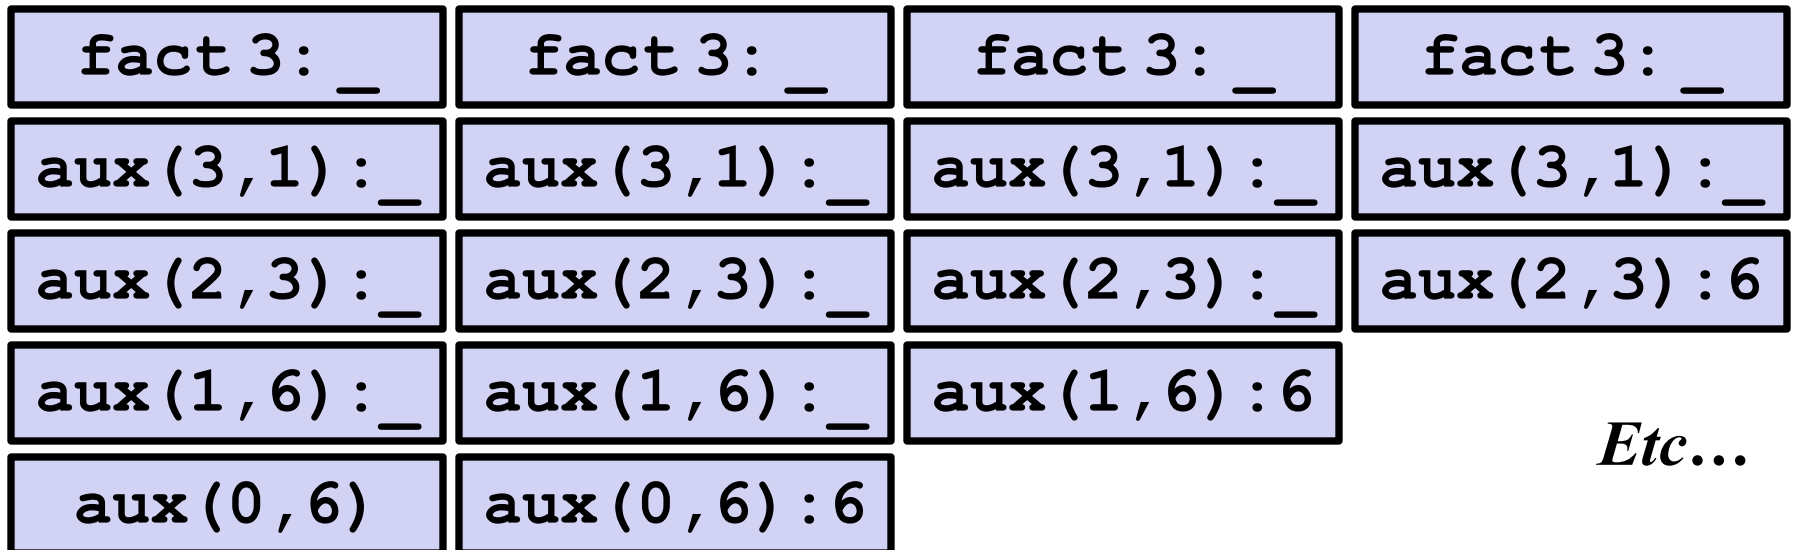 fact 3:_ fact 3:_ fact 3:_ fact 3:_
aux(3,1):_ aux(3,1):_ aux(3,1):_ aux(3,1):_
aux(2,3):_ aux(2,3):_ aux(2,3):_ aux(2,3):6
aux(1,6):_ aux(1,6):_ aux(1,6):6
Etc…
aux(0,6) aux(0,6):6